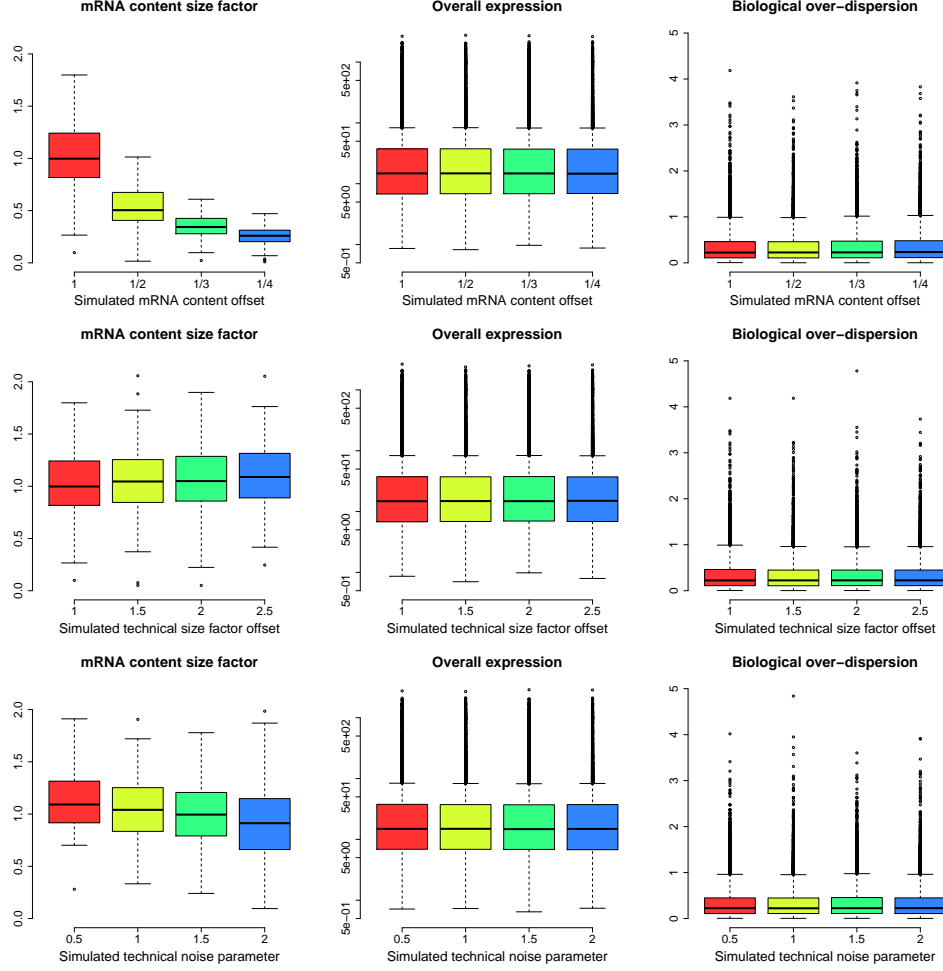 mRNA content size factor
Overall expression
Biological over−dispersion
0.0 0.5 1.0 1.5 2.0
1 1/2 1/3 1/4
Simulated mRNA content offset
5e−01 5e+00 5e+01 5e+02
1 1/2 1/3 1/4
Simulated mRNA content offset
0 1 2 3 4 5
1 1/2 1/3 1/4
Simulated mRNA content offset
mRNA content size factor
Overall expression
Biological over−dispersion
0.0 0.5 1.0 1.5 2.0
1 1.5 2 2.5
Simulated technical size factor offset
5e−01 5e+00 5e+01 5e+02
1 1.5 2 2.5
Simulated technical size factor offset
0 1 2 3 4 5
1 1.5 2 2.5
Simulated technical size factor offset
mRNA content size factor
Overall expression
Biological over−dispersion
0.0 0.5 1.0 1.5 2.0
0.5 1 1.5 2
Simulated technical noise parameter
5e−01 5e+00 5e+01 5e+02
0.5 1 1.5 2
Simulated technical noise parameter
0 1 2 3 4 5
0.5 1 1.5 2
Simulated technical noise parameter